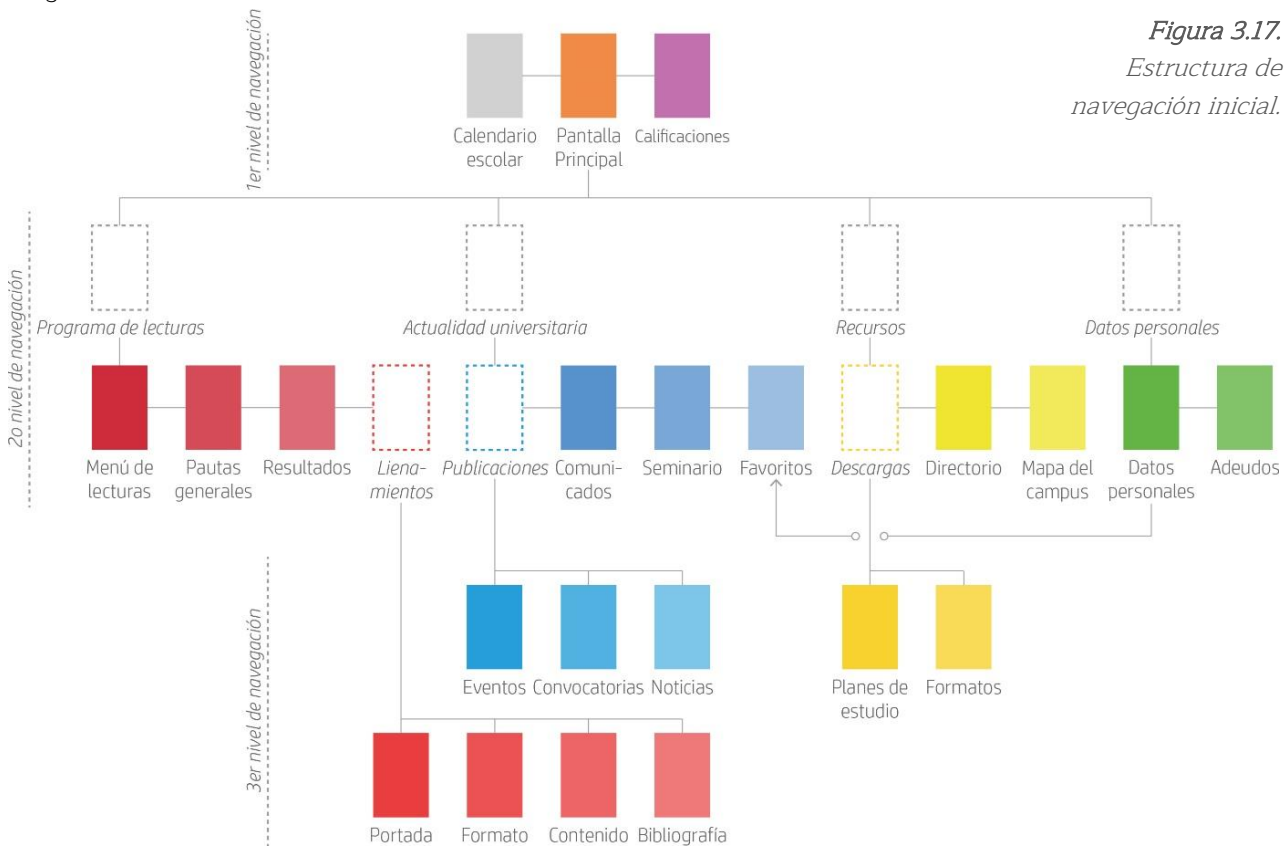 Figura 3.17.
Estructura de
navegación inicial.
1er nivel de navegación
Calendario
escolar
Pantalla
Principal
Calificaciones
2o nivel de navegación
Programa de lecturas
Actualidad universitaria
Recursos
Datos personales
Menú de
lecturas
Pautas
generales
Resultados
Liena-
mientos
Publicaciones
Comuni-
cados
Seminario
Favoritos
Descargas
Directorio
Mapa del
campus
Datos
personales
Adeudos
3er nivel de navegación
Eventos
Convocatorias
Noticias
Planes de
estudio
Formatos
Portada
Formato
Contenido
Bibliografía